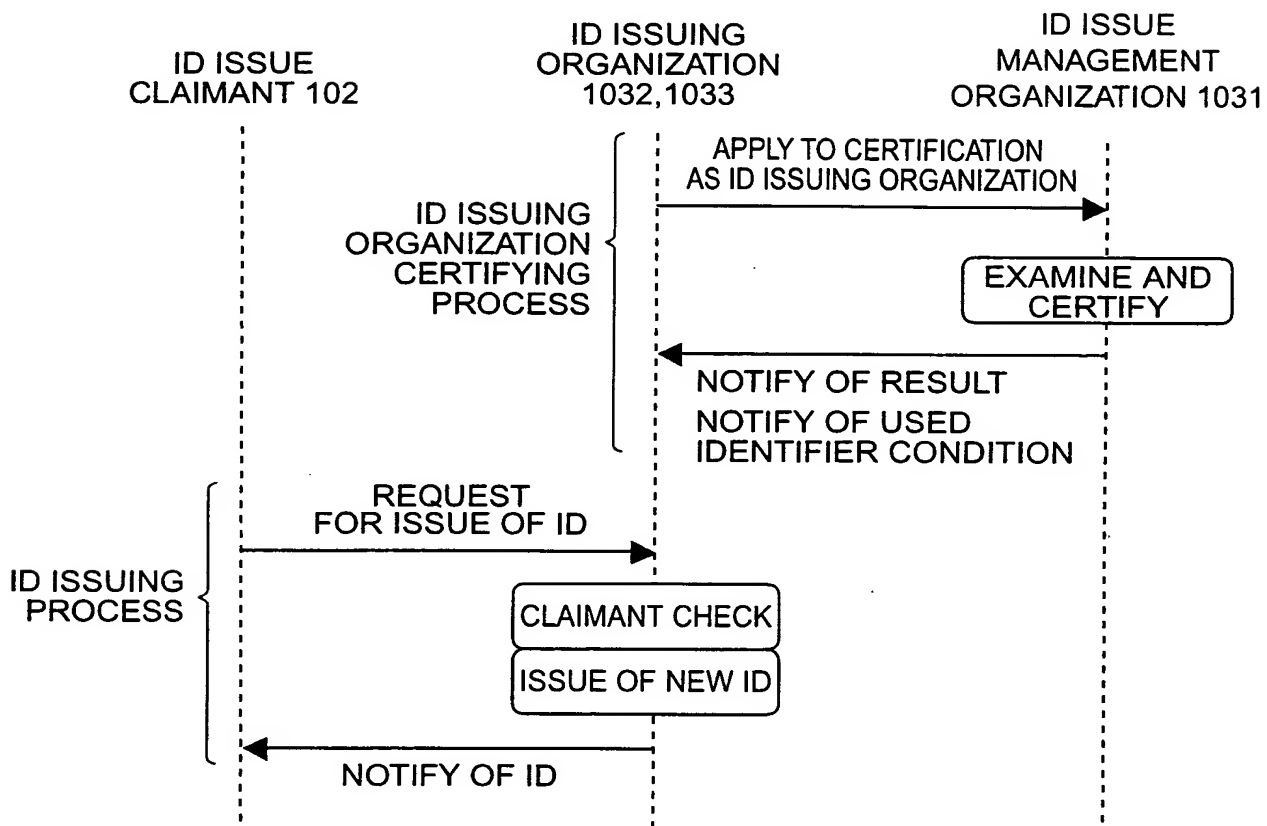 ID ISSUE
CLAIMANT 102
ID ISSUING
ORGANIZATION
1032,1033
ID ISSUE
MANAGEMENT
ORGANIZATION 1031
APPLY TO CERTIFICATION
AS ID ISSUING ORGANIZATION
ID ISSUING
ORGANIZATION
CERTIFYING
PROCESS
EXAMINE AND
CERTIFY
NOTIFY OF RESULT
NOTIFY OF USED
IDENTIFIER CONDITION
REQUEST
FOR ISSUE OF ID
ID ISSUING
PROCESS
CLAIMANT CHECK
ISSUE OF NEW ID
NOTIFY OF ID